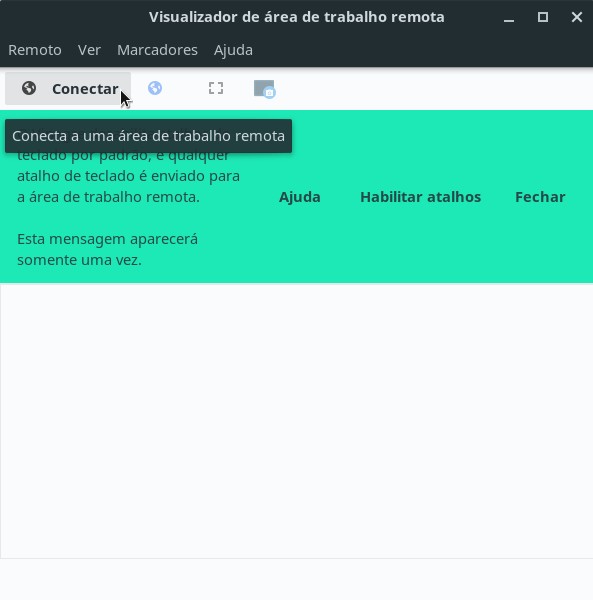 Visualizador de área de trabalho remota
Remoto Ver Marcadores Ajuda
Conectar
Conecta a uma área de trabalho remota
teclado por padrão, e qualquer
atalho de teclado é enviado para
a área de trabalho remota.
Ajuda Habilitar atalhos Fechar
Esta mensagem aparecerá
somente uma vez.